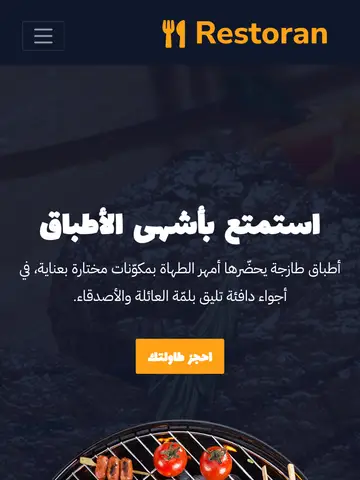 Restoran
استمتع بأشهى الأطباق
أطباق طازجة يحضّرها أمهر الطهاة بمكوّنات مختارة بعناية، في
أجواء دافئة تليق بلمّة العائلة والأصدقاء.
احجز طاولتك